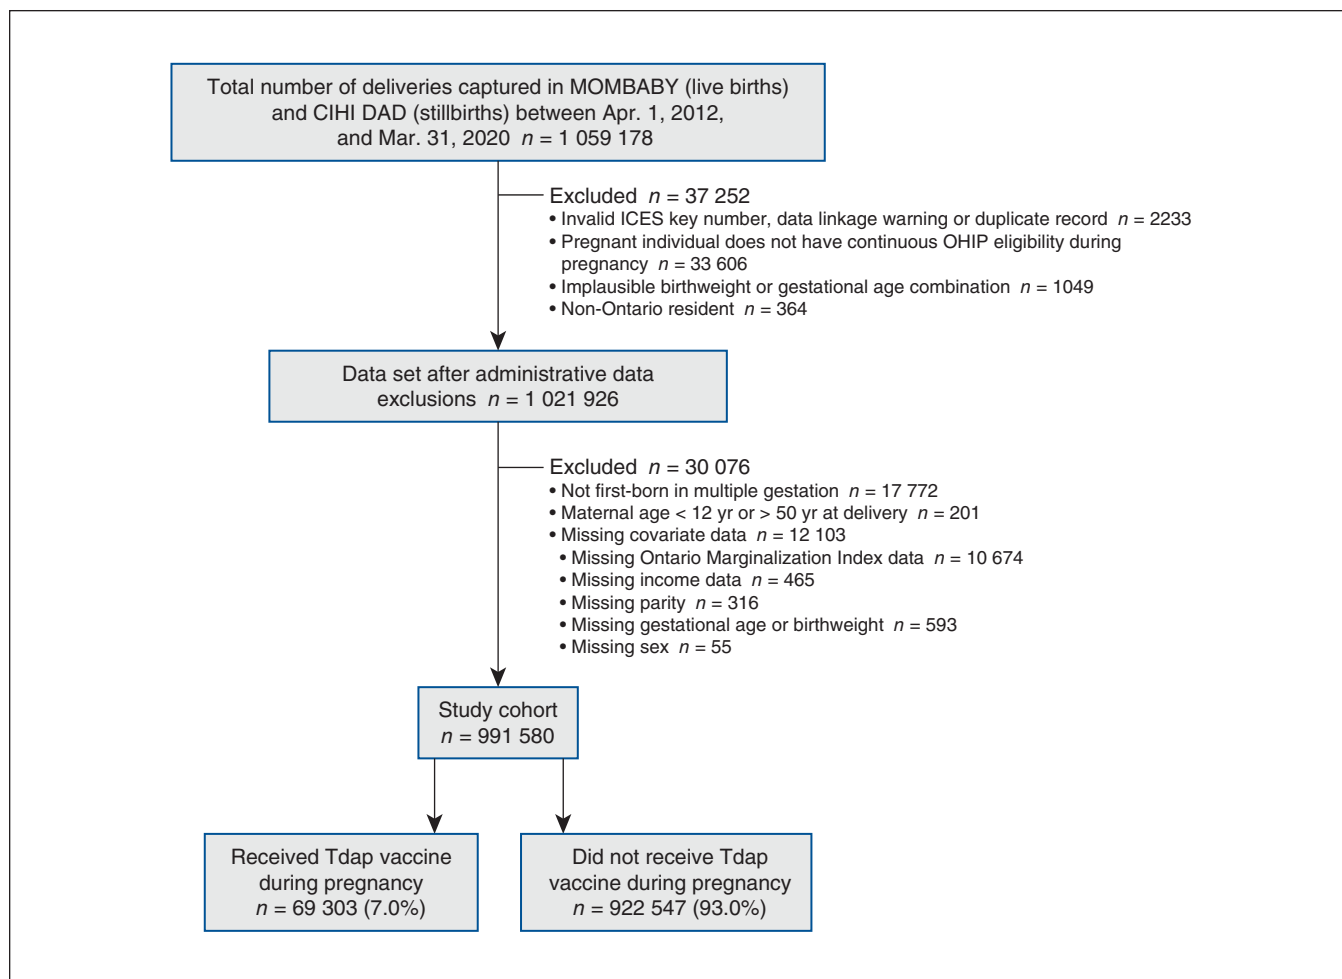 Total number of deliveries captured in MOMBABY (live births)
and CIHI DAD (stillbirths) between Apr. 1, 2012,
and Mar. 31, 2020 n = 1 059 178
Excluded n = 37 252
• Invalid ICES key number, data linkage warning or duplicate record n = 2233
• Pregnant individual does not have continuous OHIP eligibility during
pregnancy n = 33 606
• Implausible birthweight or gestational age combination n = 1049
• Non-Ontario resident n = 364
Data set after administrative data
exclusions n = 1 021 926
Excluded n = 30 076
• Not first-born in multiple gestation n = 17 772
• Maternal age < 12 yr or > 50 yr at delivery n = 201
• Missing covariate data n = 12 103
• Missing Ontario Marginalization Index data n = 10 674
• Missing income data n = 465
• Missing parity n = 316
• Missing gestational age or birthweight n = 593
• Missing sex n = 55
Study cohort
n = 991 580
Received Tdap vaccine
during pregnancy
n = 69 303 (7.0%)
Did not receive Tdap
vaccine during pregnancy
n = 922 547 (93.0%)